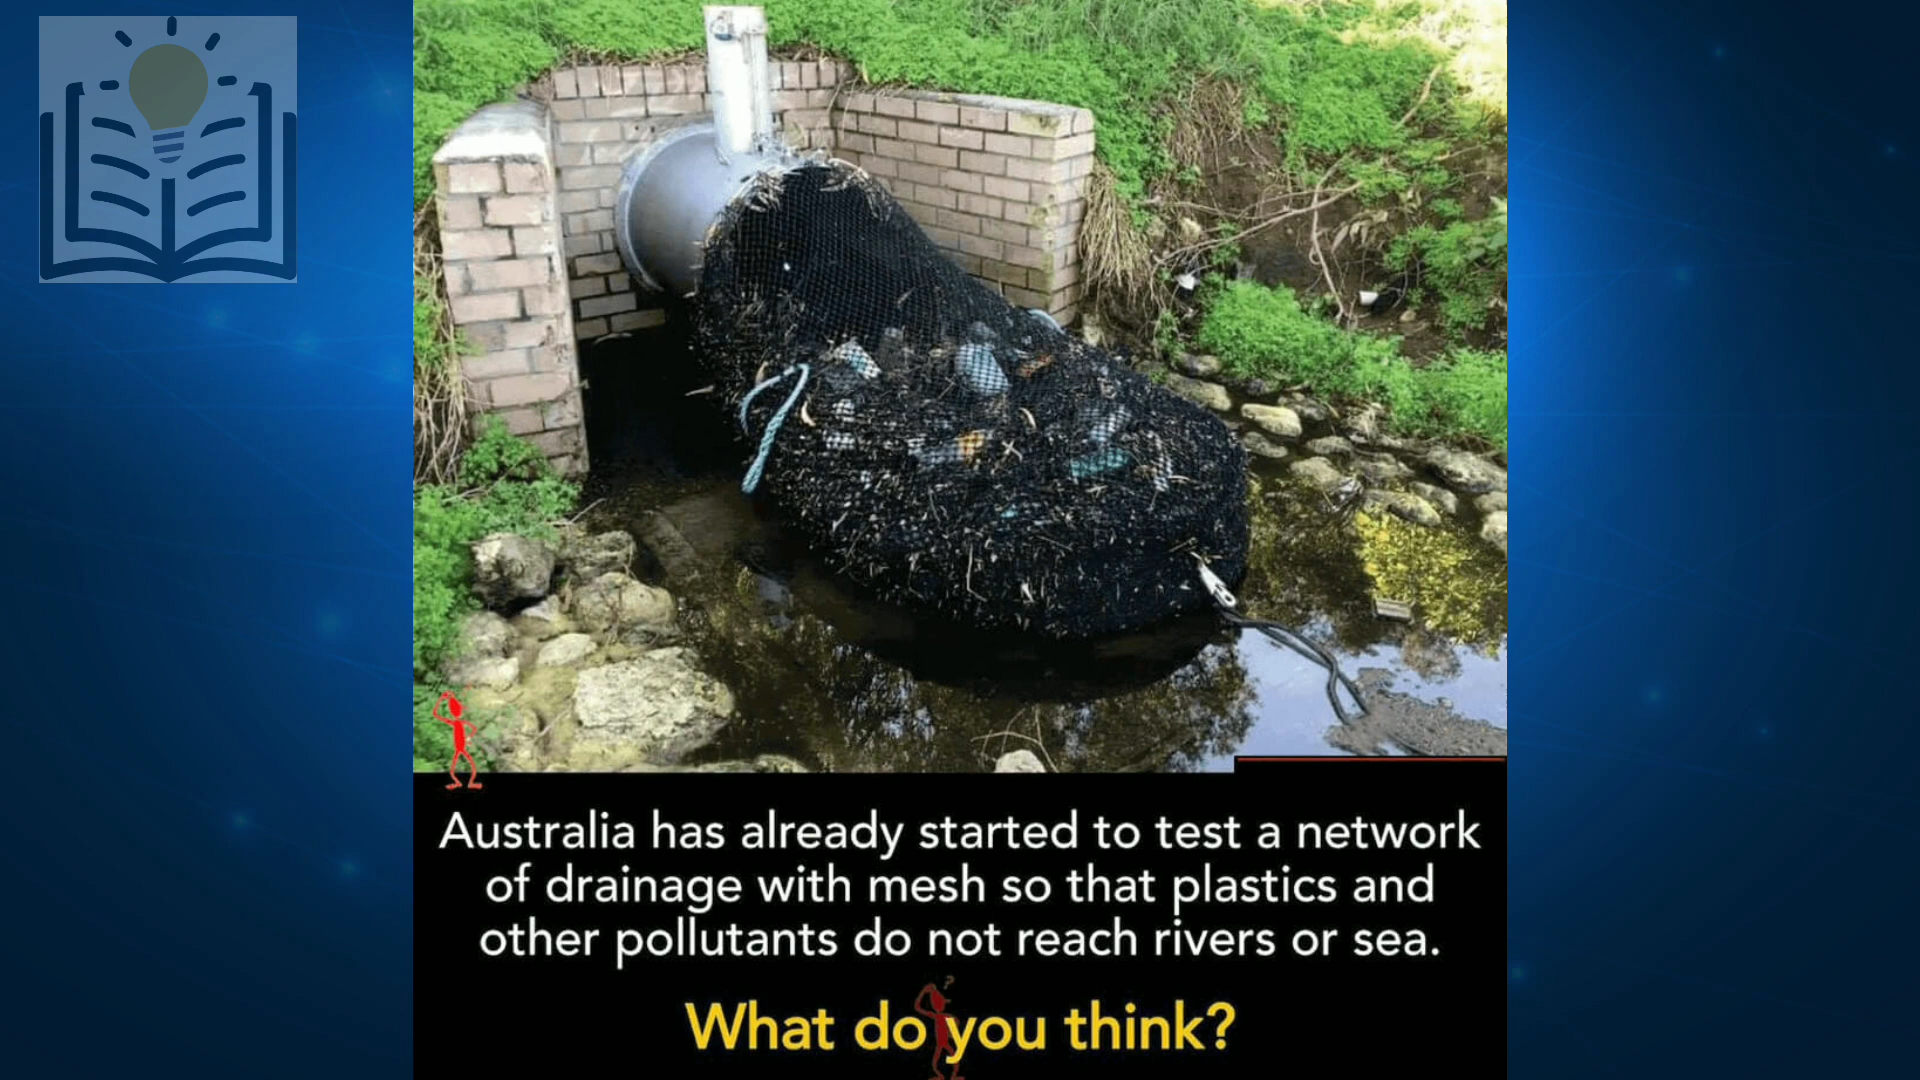 Australia has already started to test a network
of drainage with mesh so that plastics and
other pollutants do not reach rivers or sea.
What do you think?